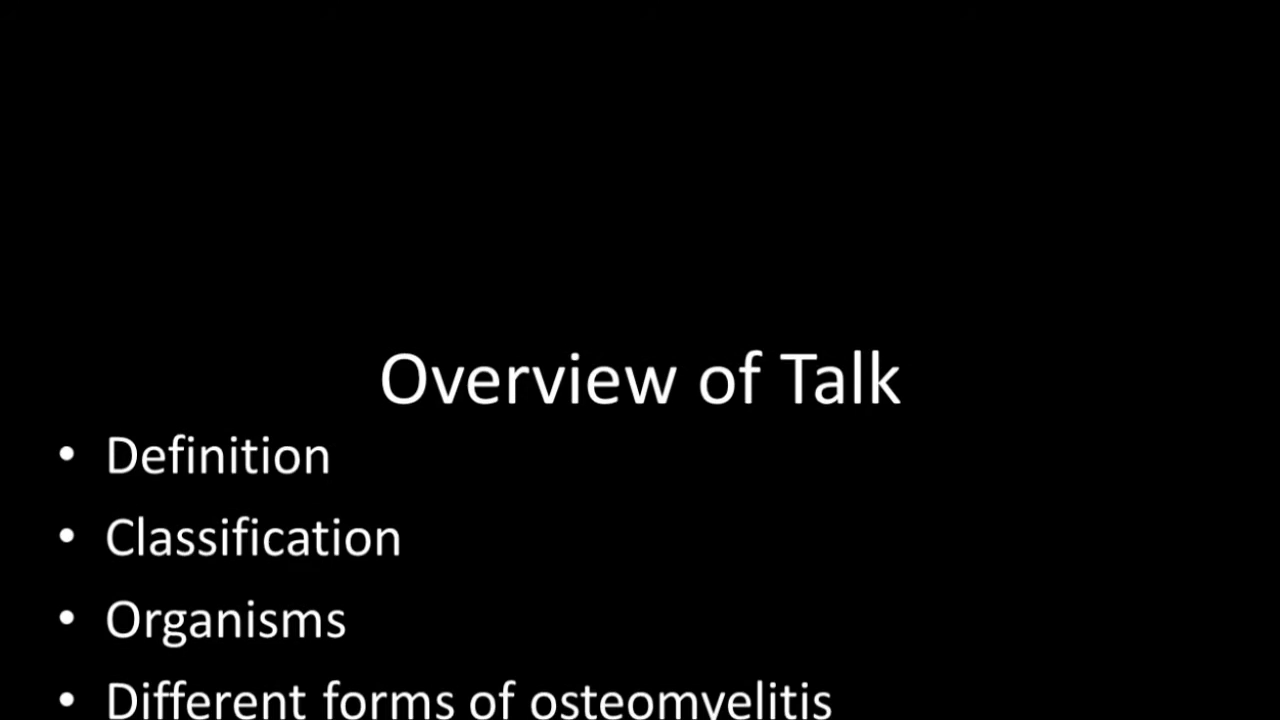 Overview of Talk
• Definition
• Classification
• Organisms
• Different forms of osteomyelitis